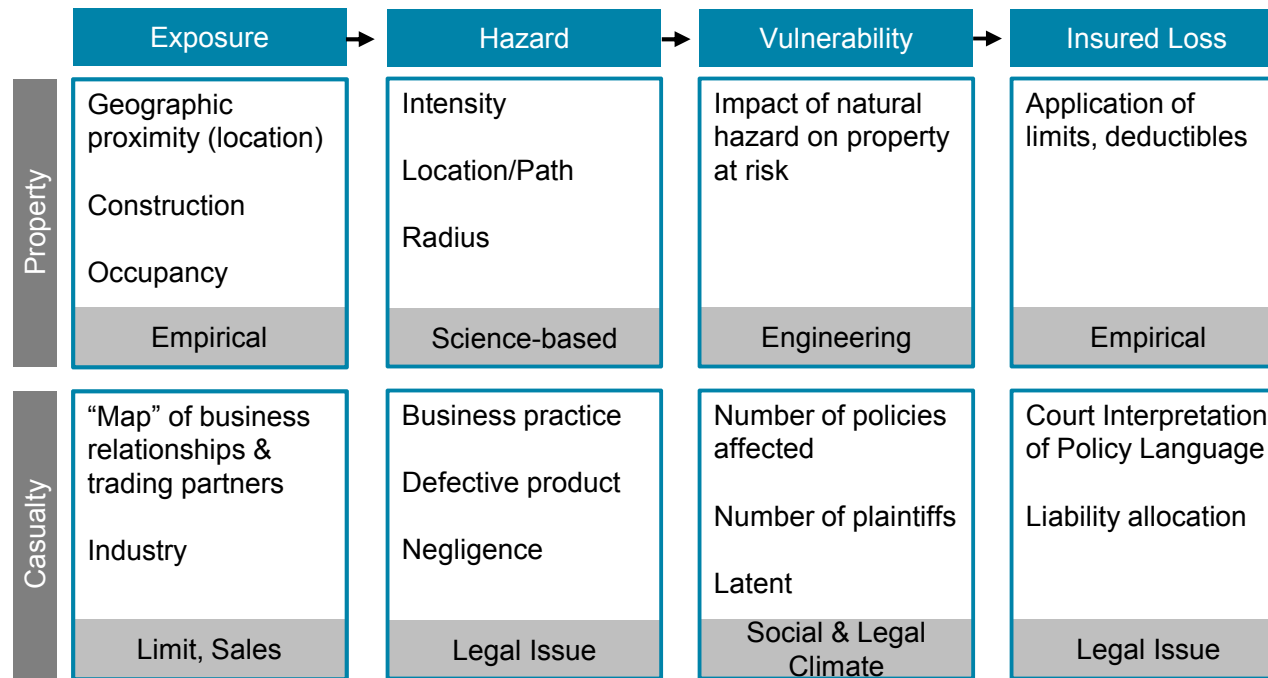 Exposure
Hazard
Vulnerability
Insured Loss
Property
Geographic
proximity (location)
Construction
Occupancy
Empirical
Intensity
Location/Path
Radius
Science-based
Impact of natural
hazard on property
at risk
Engineering
Application of
limits, deductibles
Empirical
Casualty
“Map” of business
relationships &
trading partners
Industry
Limit, Sales
Business practice
Defective product
Negligence
Legal Issue
Number of policies
affected
Number of plaintiffs
Latent
Social & Legal
Climate
Court Interpretation
of Policy Language
Liability allocation
Legal Issue